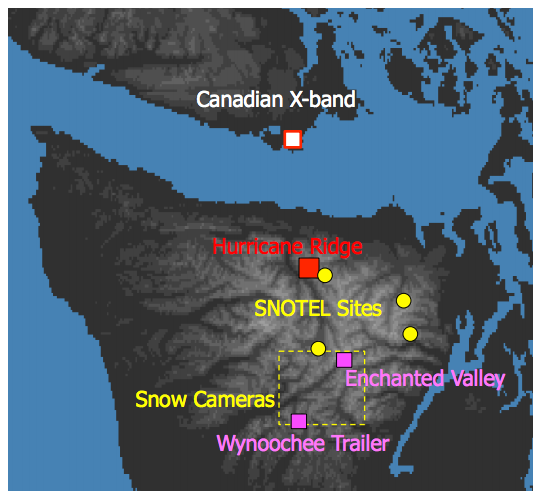 Canadian X-band
Hurricane Ridge
SNOTEL Sites
Enchanted Valley
Snow Cameras
Wynoochee Trailer